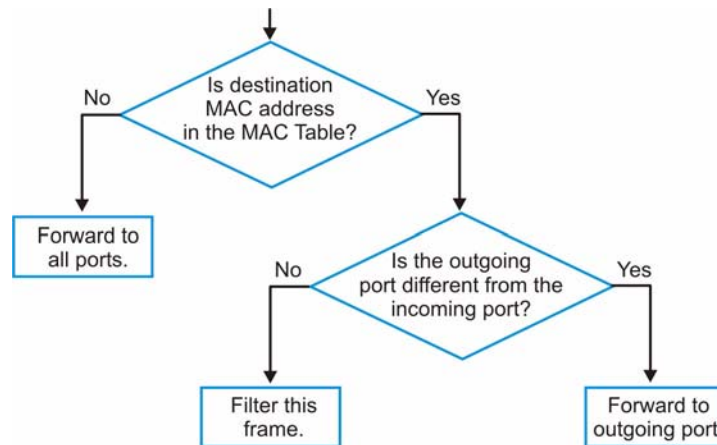 Is destination
MAC address
in the MAC Table?
No
Yes
Forward to
all ports.
Is the outgoing
port different from the
incoming port?
No
Yes
Filter this
frame.
Forward to
outgoing port